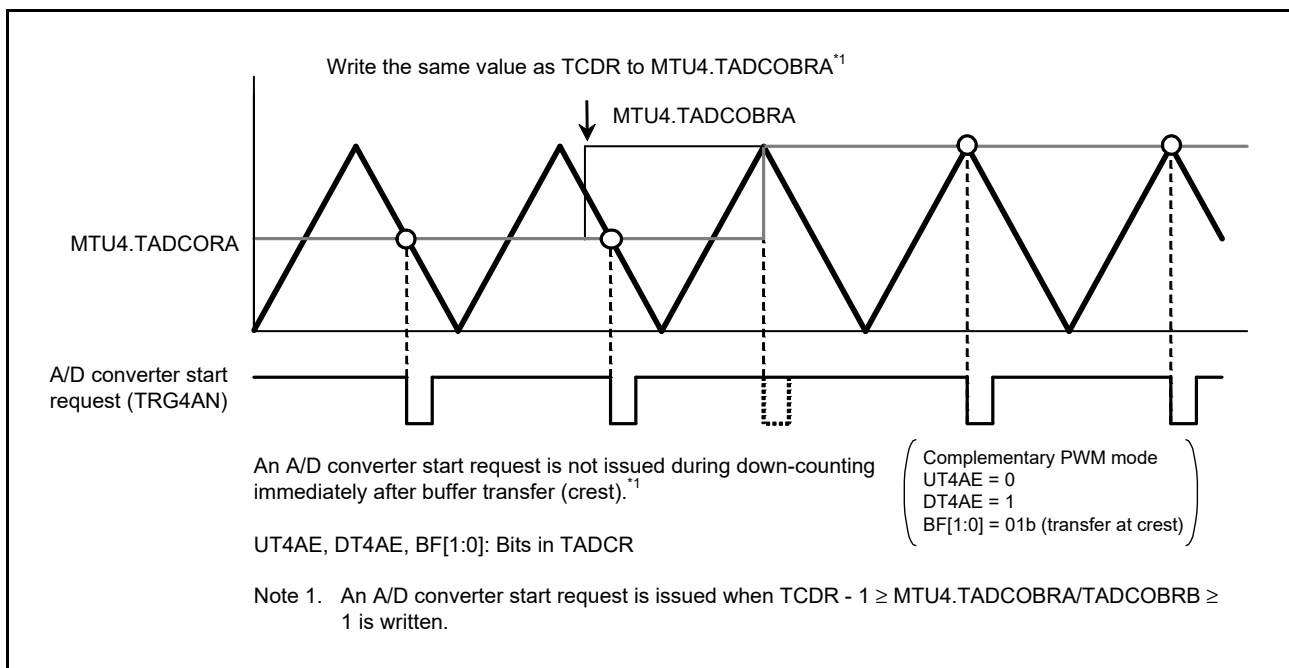 Write the same value as TCDR to MTU4.TADCOBRA*1
MTU4.TADCOBRA
MTU4.TADCORA
A/D converter start
request (TRG4AN)
An A/D converter start request is not issued during down-counting
immediately after buffer transfer (crest).*1
Complementary PWM mode
UT4AE = 0
DT4AE = 1
BF[1:0] = 01b (transfer at crest)
UT4AE, DT4AE, BF[1:0]: Bits in TADCR
Note 1. An A/D converter start request is issued when TCDR - 1 ≥ MTU4.TADCOBRA/TADCOBRB ≥
1 is written.